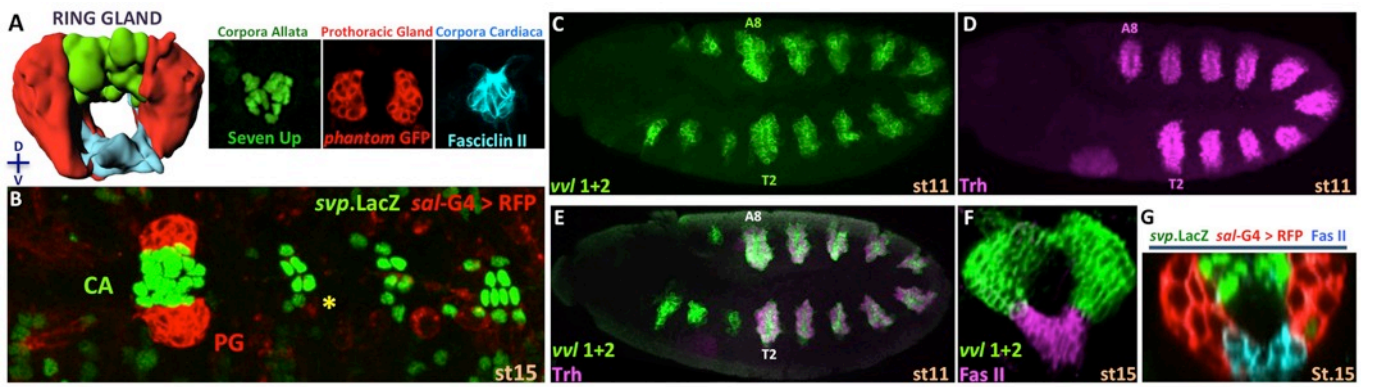 A RING GLAND
Corpora Allata Prothoracic Gland Corpora Cardiaca
Seven Up phantom GFP Fasciclin II
D
V
B svp.LacZ sal-G4 > RFP
CA
*
PG
st15
C A8
vvl 1+2 T2 st11
D A8
Trh T2 st11
E A8
vvl 1+2
Trh T2 st11
F
vvl 1+2
Fas II st15
G
svp.LacZ sal-G4 > RFP Fas II
St.15